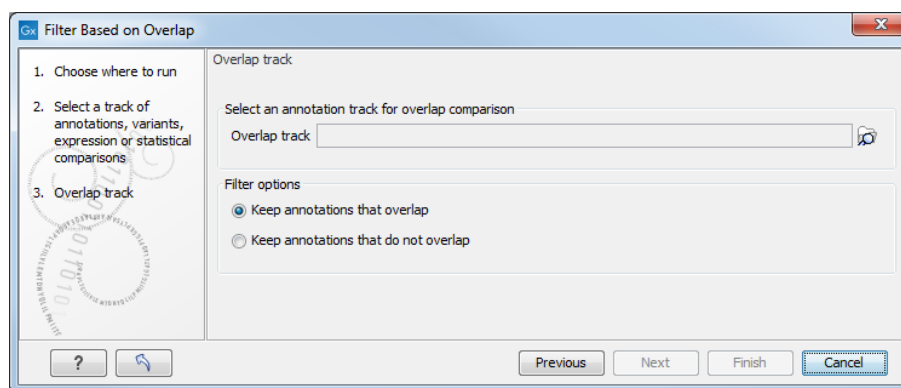 Gx Filter Based on Overlap
1. Choose where to run
2. Select a track of
annotations, variants,
expression or statistical
comparisons
3. Overlap track
Overlap track
Select an annotation track for overlap comparison
Overlap track
Filter options
Keep annotations that overlap
Keep annotations that do not overlap
? Previous Next Finish Cancel